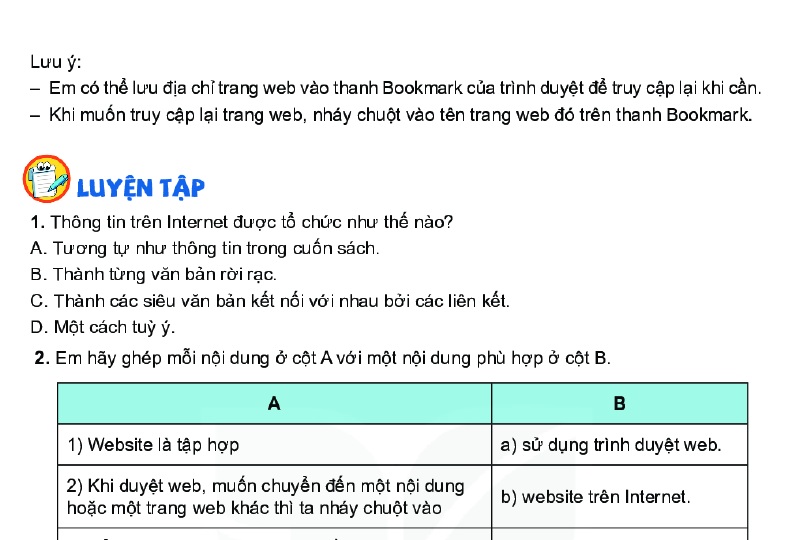 Lưu ý:
– Em có thể lưu địa chỉ trang web vào thanh Bookmark của trình duyệt để truy cập lại khi cần.
– Khi muốn truy cập lại trang web, nháy chuột vào tên trang web đó trên thanh Bookmark.
LUYỆN TẬP
1. Thông tin trên Internet được tổ chức như thế nào?
A. Tương tự như thông tin trong cuốn sách.
B. Thành từng văn bản rời rạc.
C. Thành các siêu văn bản kết nối với nhau bởi các liên kết.
D. Một cách tuỳ ý.
2. Em hãy ghép mỗi nội dung ở cột A với một nội dung phù hợp ở cột B.
A B
1) Website là tập hợp a) sử dụng trình duyệt web.
2) Khi duyệt web, muốn chuyển đến một nội dung
hoặc một trang web khác thì ta nháy chuột vào b) website trên Internet.